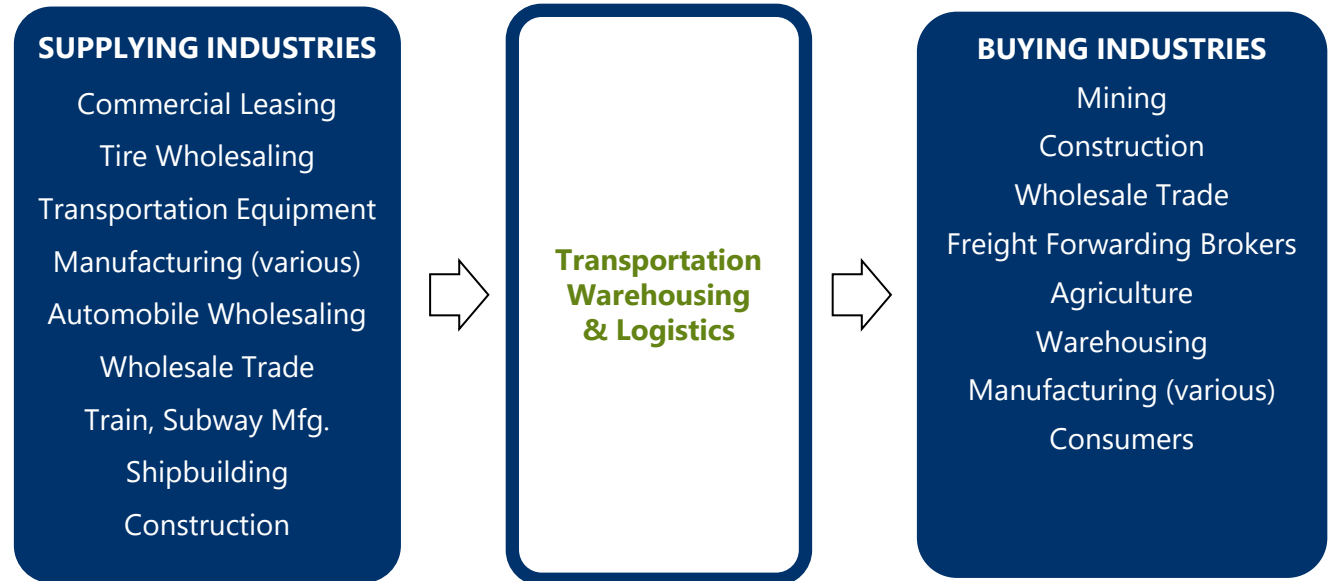 SUPPLYING INDUSTRIES
Commercial Leasing
Tire Wholesaling
Transportation Equipment
Manufacturing (various)
Automobile Wholesaling
Wholesale Trade
Train, Subway Mfg.
Shipbuilding
Construction
Transportation
Warehousing
& Logistics
BUYING INDUSTRIES
Mining
Construction
Wholesale Trade
Freight Forwarding Brokers
Agriculture
Warehousing
Manufacturing (various)
Consumers